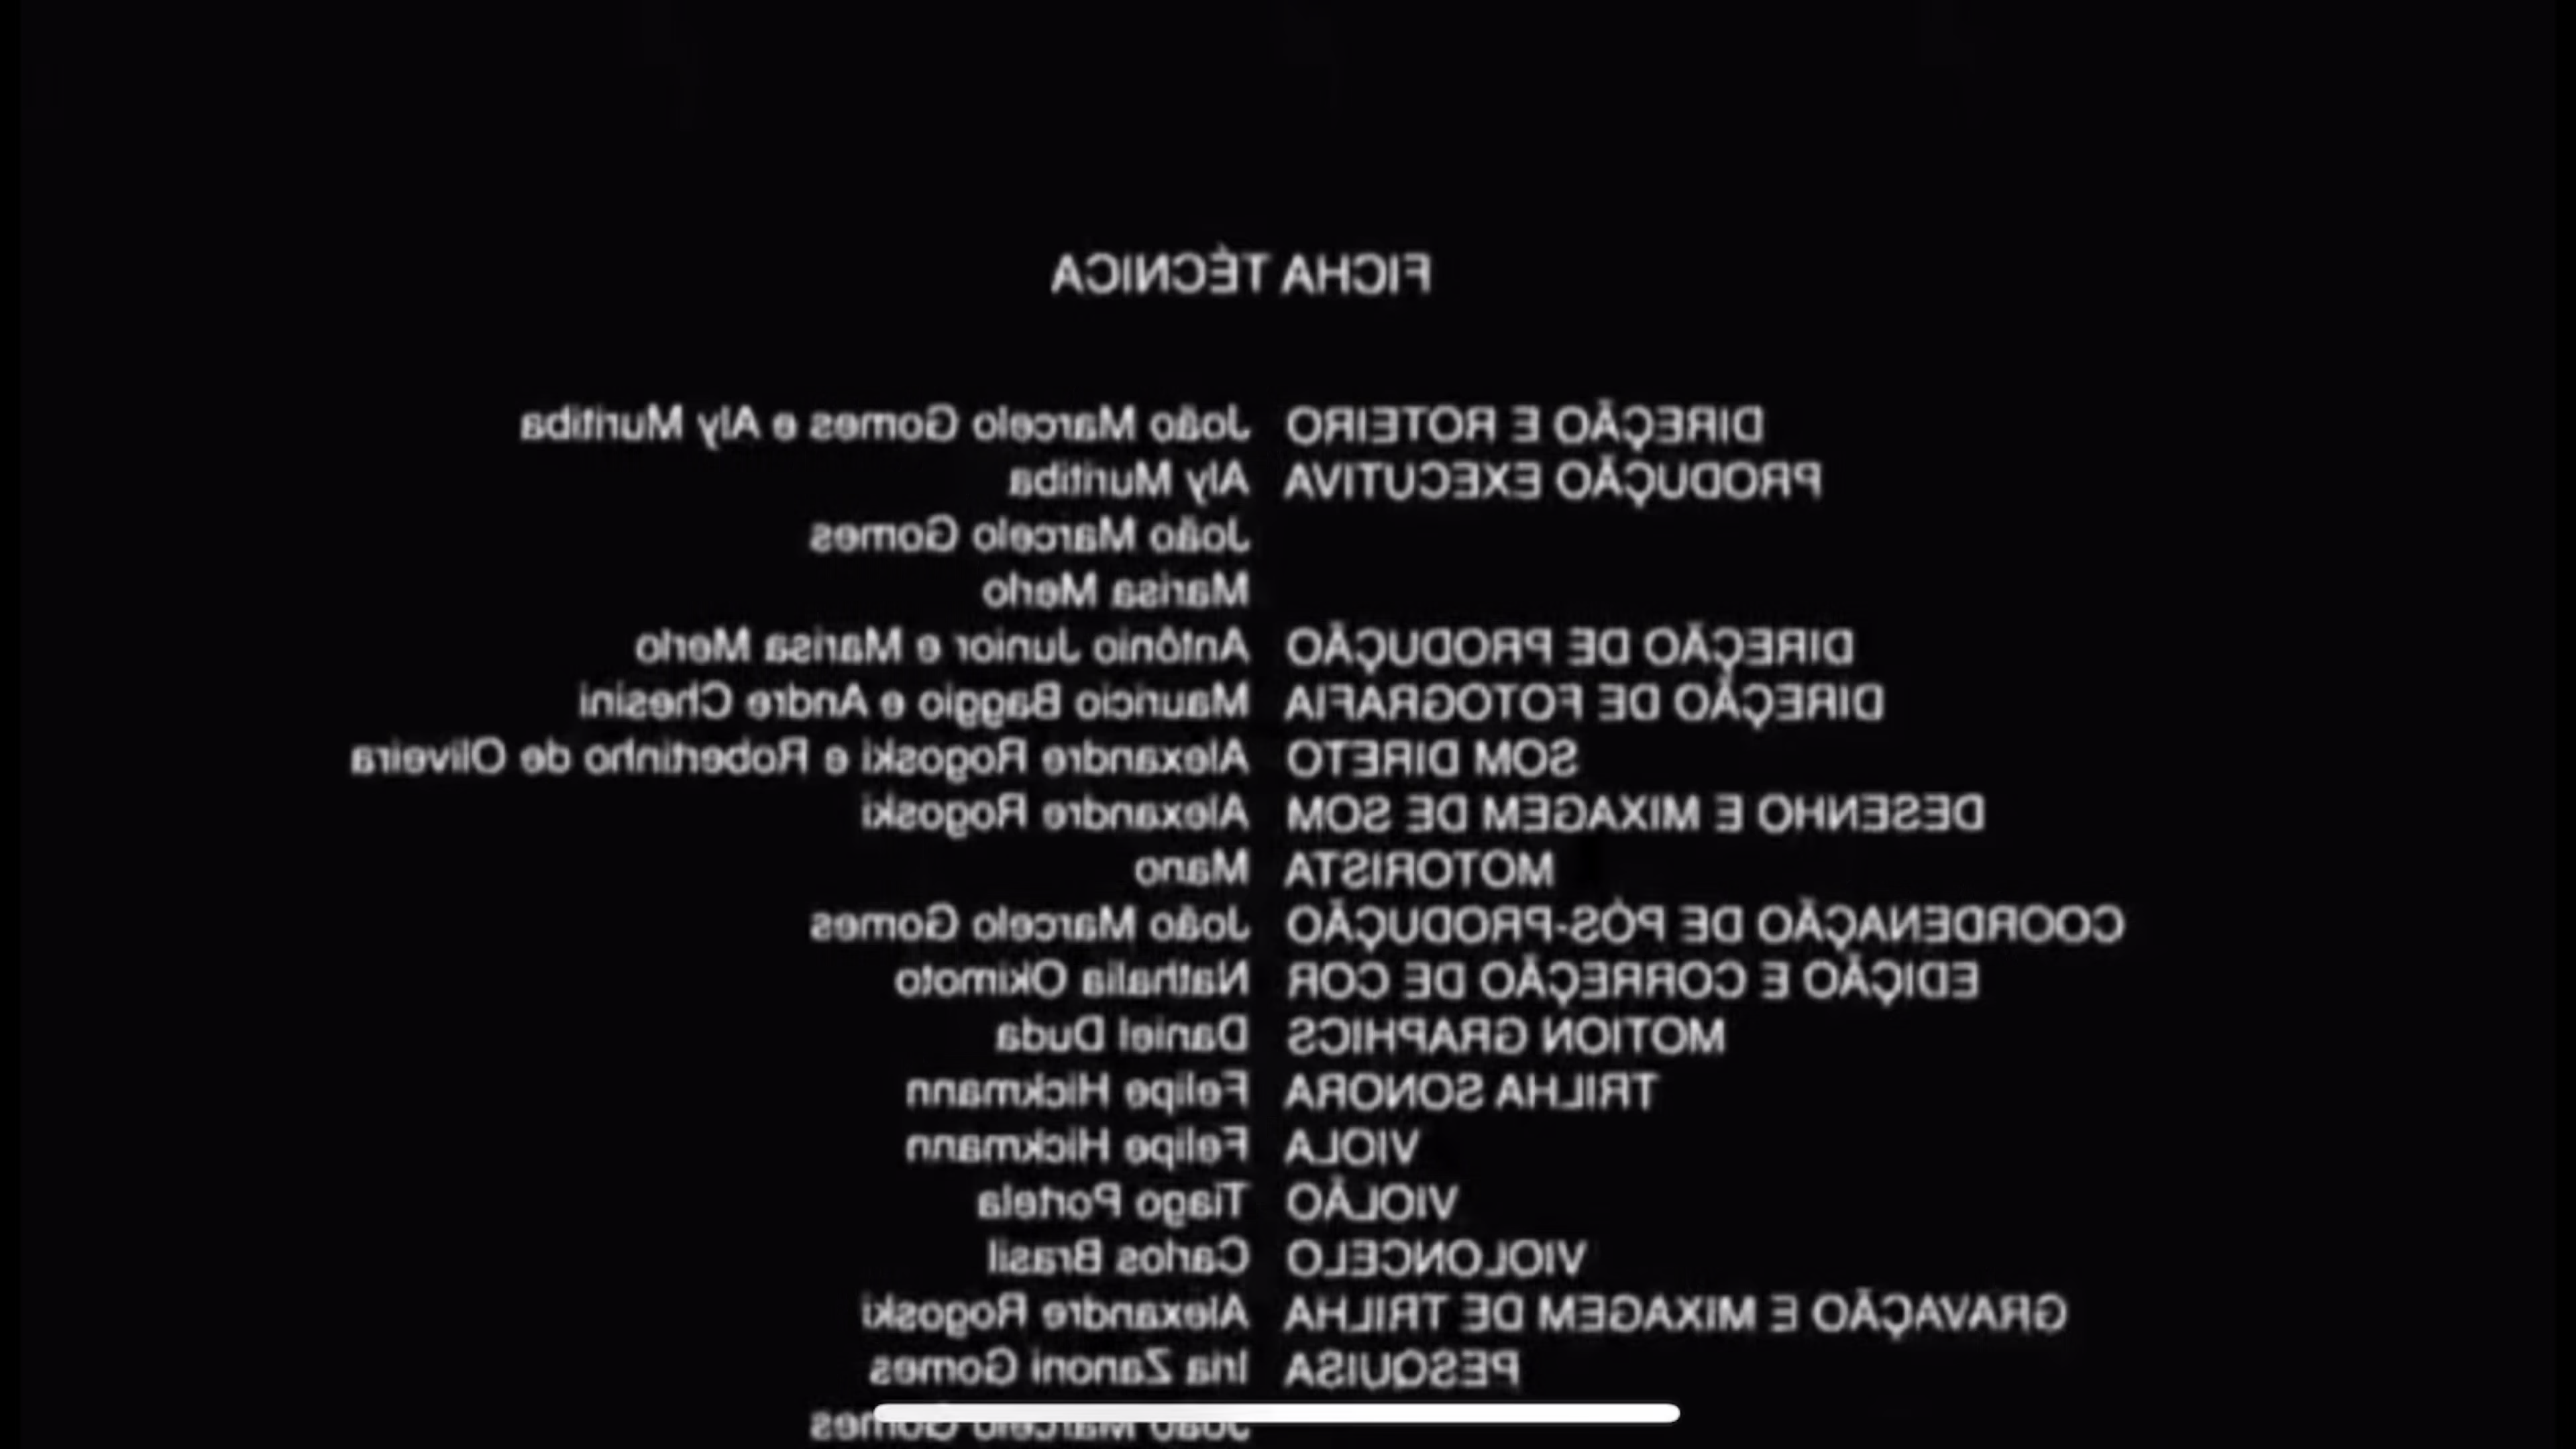 FICHA TÉCNICA
DIREÇÃO E ROTEIRO João Marcelo Gomes e Aly Muritiba
PRODUÇÃO EXECUTIVA Aly Muritiba
João Marcelo Gomes
Marisa Merlo
DIREÇÃO DE PRODUÇÃO Antônio Junior e Marisa Merlo
DIREÇÃO DE FOTOGRAFIA Mauricio Baggio e Andre Chesini
SOM DIRETO Alexandre Rogoski e Robertinho de Oliveira
DESENHO E MIXAGEM DE SOM Alexandre Rogoski
MOTORISTA Mano
COORDENAÇÃO DE PÓS-PRODUÇÃO João Marcelo Gomes
EDIÇÃO E CORREÇÃO DE COR Nathalia Okimoto
MOTION GRAPHICS Daniel Duda
TRILHA SONORA Felipe Hickmann
VIOLA Felipe Hickmann
VIOLÃO Tiago Portela
VIOLONCELO Carlos Brasil
GRAVAÇÃO E MIXAGEM DE TRILHA Alexandre Rogoski
PESQUISA Iria Zanoni Gomes
João Marcelo Gomes